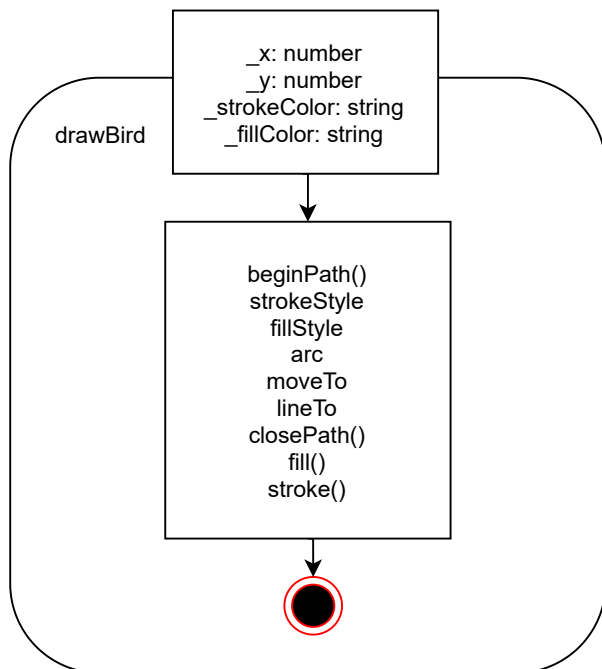 _x: number
_y: number
_strokeColor: string
_fillColor: string
drawBird
beginPath()
strokeStyle
fillStyle
arc
moveTo
lineTo
closePath()
fill()
stroke()